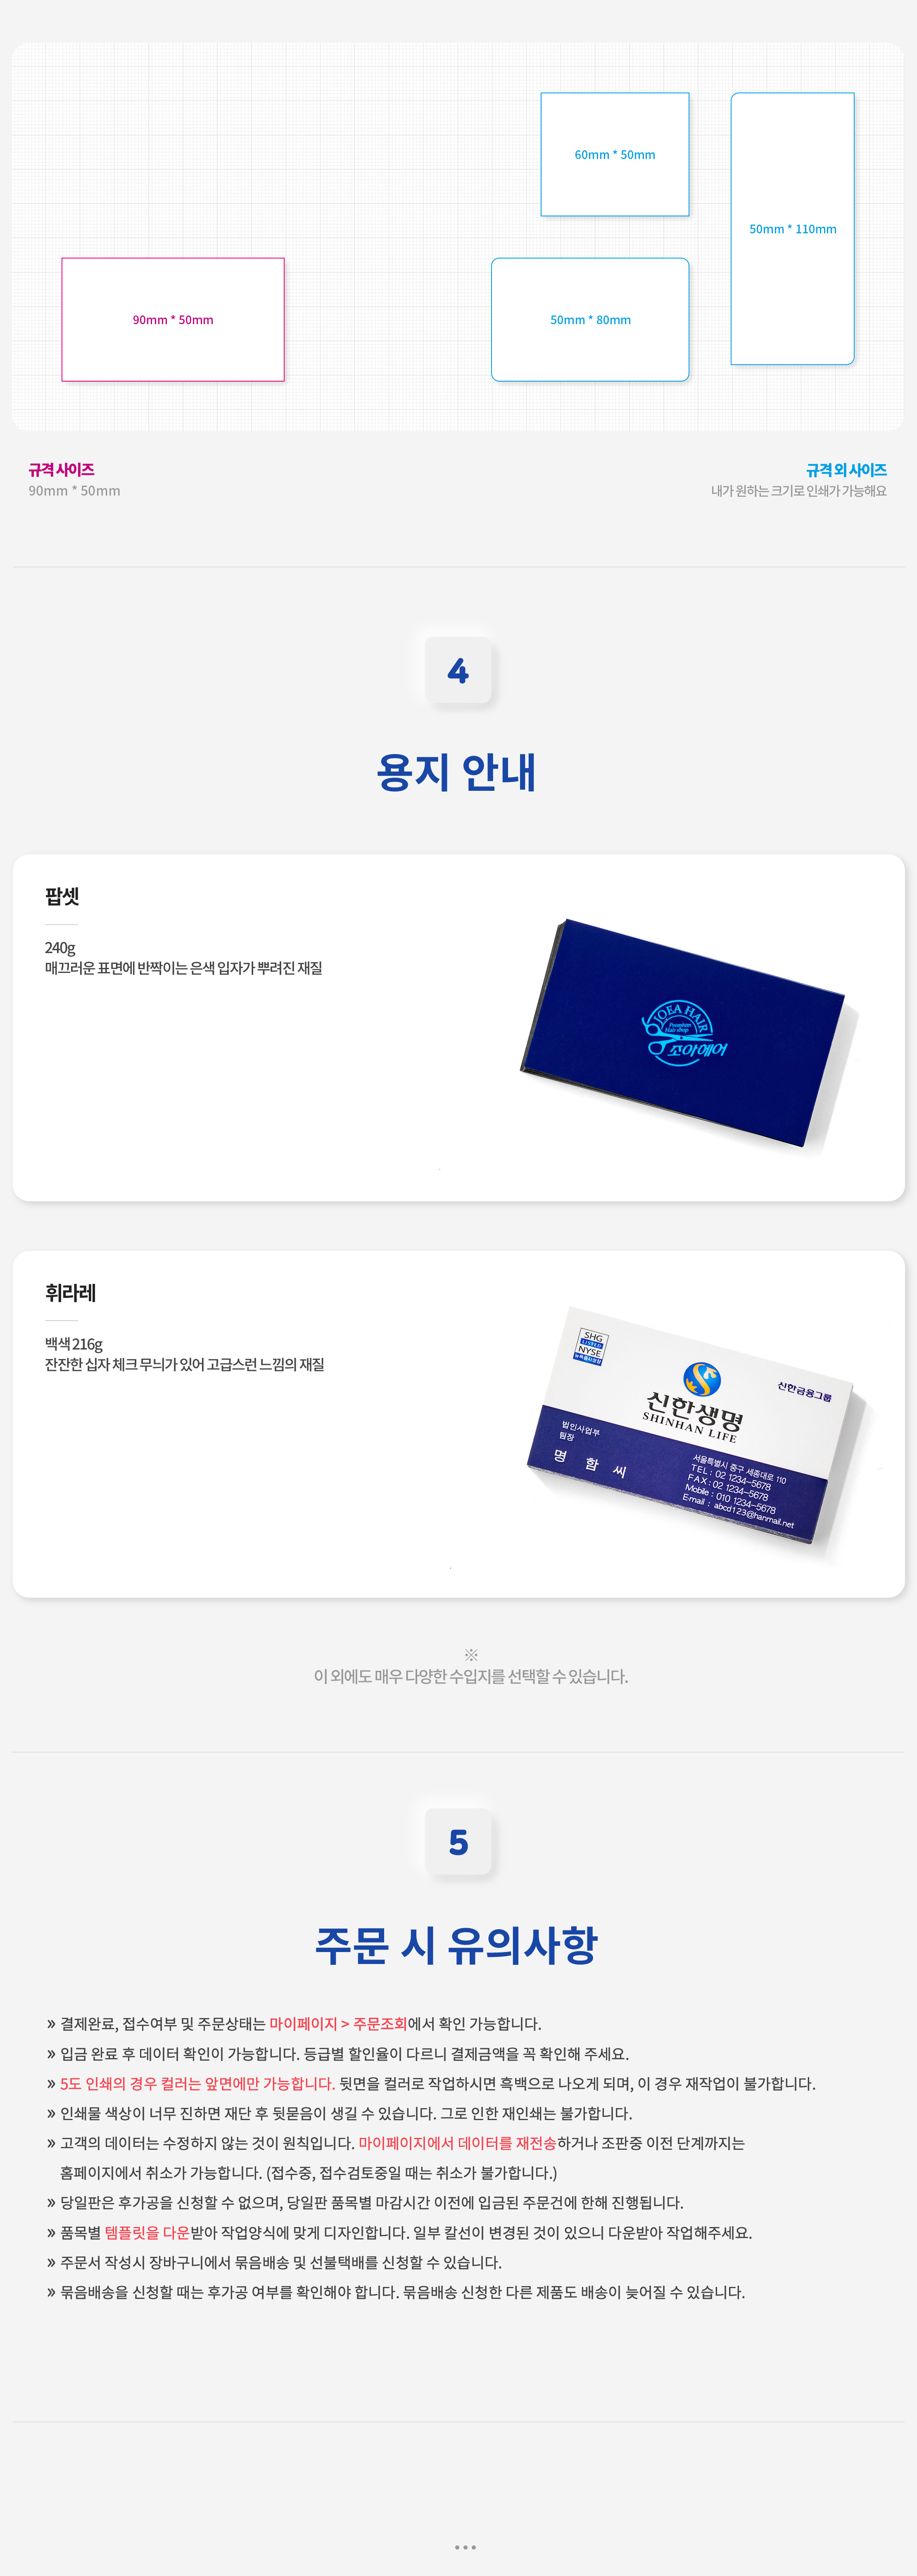 60mm * 50mm
50mm * 110mm
90mm * 50mm
50mm * 80mm
규격 사이즈
90mm * 50mm
규격 외 사이즈
내가 원하는 크기로 인쇄가 가능해요
4
용지 안내
팝셋
240g
매끄러운 표면에 반짝이는 은색 입자가 뿌려진 재질
JOEA HAIR
Premium
Hair shop
조아헤어
휘라레
백색 216g
잔잔한 십자 체크 무늬가 있어 고급스런 느낌의 재질
SHG
LISTED
NYSE
뉴욕증시상장
신한금융그룹
신한생명
SHINHAN LIFE
법인사업부
팀장
명 함 씨
서울특별시 중구 세종대로 110
TEL : 02 1234-5678
FAX : 02 1234-5678
Mobile : 010 1234-5678
E-mail : abcd123@hanmail.net
※
이 외에도 매우 다양한 수입지를 선택할 수 있습니다.
5
주문 시 유의사항
» 결제완료, 접수여부 및 주문상태는 마이페이지 > 주문조회에서 확인 가능합니다.
» 입금 완료 후 데이터 확인이 가능합니다. 등급별 할인율이 다르니 결제금액을 꼭 확인해 주세요.
» 5도 인쇄의 경우 컬러는 앞면에만 가능합니다. 뒷면을 컬러로 작업하시면 흑백으로 나오게 되며, 이 경우 재작업이 불가합니다.
» 인쇄물 색상이 너무 진하면 재단 후 뒷묻음이 생길 수 있습니다. 그로 인한 재인쇄는 불가합니다.
» 고객의 데이터는 수정하지 않는 것이 원칙입니다. 마이페이지에서 데이터를 재전송하거나 조판중 이전 단계까지는
홈페이지에서 취소가 가능합니다. (접수중, 접수검토중일 때는 취소가 불가합니다.)
» 당일판은 후가공을 신청할 수 없으며, 당일판 품목별 마감시간 이전에 입금된 주문건에 한해 진행됩니다.
» 품목별 템플릿을 다운받아 작업양식에 맞게 디자인합니다. 일부 칼선이 변경된 것이 있으니 다운받아 작업해주세요.
» 주문서 작성시 장바구니에서 묶음배송 및 선불택배를 신청할 수 있습니다.
» 묶음배송을 신청할 때는 후가공 여부를 확인해야 합니다. 묶음배송 신청한 다른 제품도 배송이 늦어질 수 있습니다.